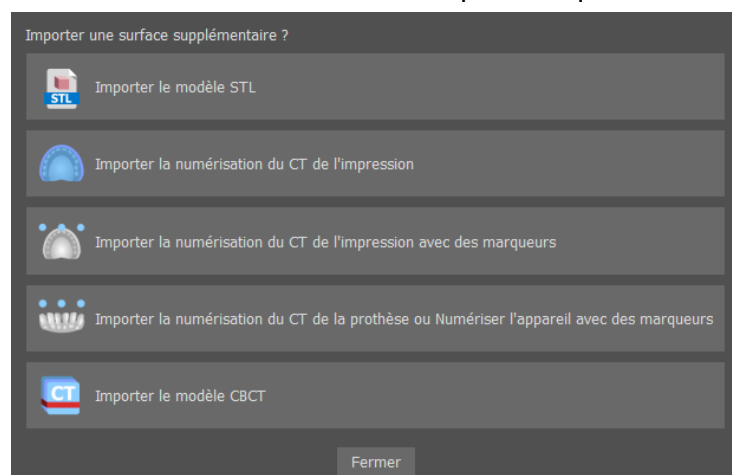 Importer une surface supplémentaire ?
STL
Importer le modèle STL
Importer la numérisation du CT de l'impression
Importer la numérisation du CT de l'impression avec des marqueurs
Importer la numérisation du CT de la prothèse ou Numériser l'appareil avec des marqueurs
CT
Importer le modèle CBCT
Fermer